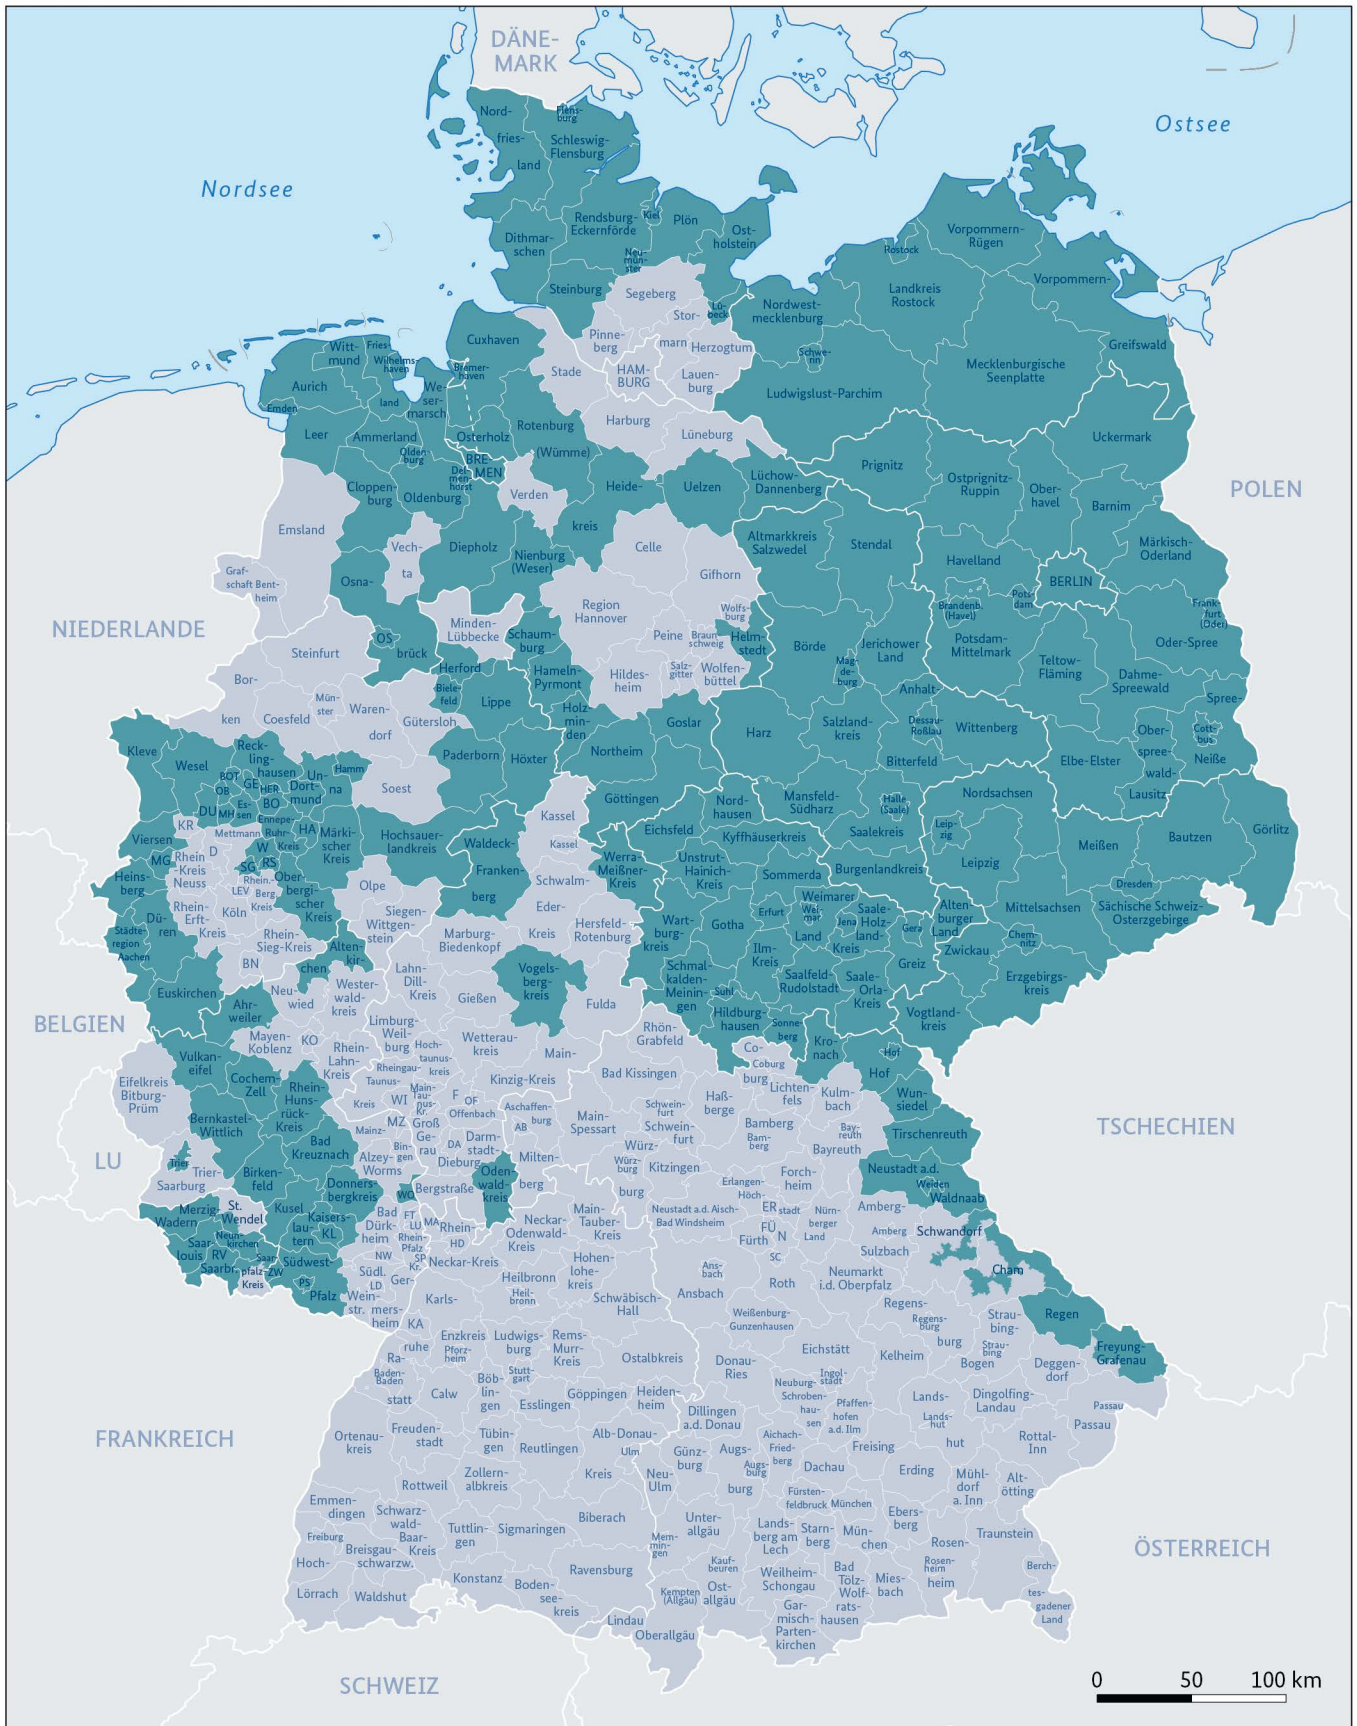 DÄNE-
MARK
Nordsee
Ostsee
Nord-
fries-
land
Flens-
burg
Schleswig-
Flensburg
Rendsburg-
Eckernförde
Kiel
Plön
Ost-
holstein
Dithmar-
schen
Neu-
mün-
ster
Steinburg
Segeberg
Stor-
marn
Lü-
beck
Pinne-
berg
Herzogtum
Lauen-
burg
HAM-
BURG
Stade
Harburg
Lüneburg
Nordwest-
mecklenburg
Schwe-
rin
Rostock
Landkreis
Rostock
Vorpommern-
Rügen
Vorpommern-
Greifswald
Mecklenburgische
Seenplatte
Ludwigslust-Parchim
Cuxhaven
Bremer-
haven
Witt-
mund
Fries-
land
Wilhelms-
haven
Aurich
Emden
We-
ser-
marsch
Leer
Ammerland
Olden-
burg
Osterholz
Rotenburg
(Wümme)
BRE-
MEN
Del-
men-
horst
Oldenburg
Cloppen-
burg
Verden
Heide-
kreis
Uelzen
Lüchow-
Dannenberg
Prignitz
Ostprignitz-
Ruppin
Ober-
havel
Uckermark
Barnim
Märkisch-
Oderland
POLEN
Emsland
Graf-
schaft Bent-
heim
Vech-
ta
Diepholz
Nienburg
(Weser)
Celle
Gifhorn
Altmarkkreis
Salzwedel
Stendal
Havelland
BERLIN
Brandenb.
(Havel)
Pots-
dam
Frank-
furt
(Oder)
Osna-
brück
OS
Region
Hannover
Wolfs-
burg
Peine
Braun
schweig
Helm-
stedt
Salz-
gitter
Wolfen-
büttel
Hildes-
heim
Börde
Jerichower
Land
Mag-
de-
burg
Potsdam-
Mittelmark
Teltow-
Fläming
Dahme-
Spreewald
Oder-Spree
Spree-
Neiße
NIEDERLANDE
Minden-
Lübbecke
Schaum-
burg
Herford
Hameln-
Pyrmont
Steinfurt
Bor-
ken
Coesfeld
Mün-
ster
Waren-
dorf
Gütersloh
Biele-
feld
Lippe
Holz-
min-
den
Goslar
Harz
Salzland-
kreis
Anhalt-
Bitterfeld
Dessau-
Roßlau
Wittenberg
Elbe-Elster
Ober-
spree-
wald-
Lausitz
Cott-
bus
Kleve
Wesel
Reck-
ling-
hausen
Un-
na
Hamm
Dort-
mund
BOT
GE
OB
HER
BO
Es-
sen
DU
MH
Ennepe-
Ruhr-
Kreis
HA
Paderborn
Höxter
Northeim
Göttingen
Soest
Märki-
scher
Kreis
Hochsauer-
landkreis
Waldeck-
Franken-
berg
Kassel
Kassel
Werra-
Meißner-
Kreis
Eichsfeld
Nord-
hausen
Mansfeld-
Südharz
Kyffhäuserkreis
Halle
(Saale)
Saalekreis
Nordsachsen
Leip-
zig
Leipzig
Meißen
Bautzen
Görlitz
Viersen
KR
Mettmann
D
MG
Rhein
-Kreis
Neuss
W
RS
SG
LEV
Rhein.-
Berg.
Kreis
Ober-
bergi-
scher
Kreis
Heins-
berg
Köln
Rhein-
Erft-
Kreis
Dü-
ren
Städte-
region
Aachen
Rhein-
Sieg-Kreis
BN
Euskirchen
Olpe
Siegen-
Wittgen-
stein
Alten-
kir-
chen
Schwalm-
Eder-
Kreis
Hersfeld-
Rotenburg
Marburg-
Biedenkopf
Unstrut-
Hainich-
Kreis
Sommerda
Burgenlandkreis
Wart-
burg-
kreis
Gotha
Erfurt
Weimarer
Land
Wei-
mar
Jena
Saale-
Holz-
land-
Kreis
Gera
Alten-
burger
Land
Mittelsachsen
Dresden
Sächische Schweiz-
Osterzgebirge
Zwickau
Chem-
nitz
Erzgebirgs-
kreis
Ilm-
Kreis
Saalfeld-
Rudolstadt
Saale-
Orla-
Kreis
Greiz
Vogtland-
kreis
Schmal-
kalden-
Meinin-
gen
Suhl
Hildburg-
hausen
Sonne-
berg
BELGIEN
Ahr-
weiler
Neu-
wied
Wester-
wald-
kreis
Lahn-
Dill-
Kreis
Gießen
Vogels-
berg-
kreis
Fulda
Rhön-
Grabfeld
Co-
burg
Coburg
Kro-
nach
Hof
Hof
Mayen-
Koblenz
KO
Rhein-
Lahn-
Kreis
Limburg-
Weil-
burg
Hoch-
taunus-
kreis
Wetterau-
kreis
Main-
Kinzig-Kreis
Bad Kissingen
Haß-
berge
Lichten-
fels
Kulm-
bach
Wun-
siedel
Vulkan-
eifel
Cochem-
Zell
Eifelkreis
Bitburg-
Prüm
Rhein-
Huns-
rück-
Kreis
Bernkastel-
Wittlich
Rheingau-
Taunus-
Kreis
WI
Main-
Tau-
nus-
Kr.
F
OF
Offenbach
MZ
Mainz-
Bin-
gen
Groß
Ge-
rau
DA
Darm-
stadt-
Dieburg
Aschaffen-
burg
AB
Main-
Spessart
Schwein-
furt
Schwein-
furt
Bamberg
Bam-
berg
Bay-
reuth
Bayreuth
Tirschenreuth
LU
Trier
Trier-
Saarburg
Birken-
feld
Bad
Kreuznach
Alzey-
Worms
Donners-
bergkreis
WO
Bergstraße
Oden-
wald-
kreis
Milten-
berg
Würz-
burg
Würz-
burg
Kitzingen
Forch-
heim
Erlangen-
Höch-
stadt
ER
Neustadt a.d.
Waldnaab
Weiden
TSCHECHIEN
Merzig-
Wadern
St.
Wendel
Neun-
kirchen
Saar-
louis
RV
Saarbr.
Saar-
pfalz-
Kreis
ZW
Kusel
Kaisers-
lau-
tern
KL
Südwest-
Pfalz
PS
Bad
Dürk-
heim
FT
LU
MA
Rhein-
Pfalz
Kr.
SP
HD
Rhein-
Neckar-Kreis
NW
Südl.
Wein-
str.
LD
Ger-
mers-
heim
Neckar-
Odenwald-
Kreis
Main-
Tauber-
Kreis
Neustadt a.d. Aisch-
Bad Windsheim
FÜ
Fürth
N
Nürn-
berger
Land
SC
Amberg-
Sulzbach
Amberg
Schwandorf
Cham
Ans-
bach
Ansbach
Roth
Neumarkt
i.d. Oberpfalz
Hohen-
lohe-
kreis
Heilbronn
Heil-
bronn
Schwäbisch-
Hall
Karls-
ruhe
KA
Enzkreis
Pforz-
heim
Ludwigs-
burg
Rems-
Murr-
Kreis
Ostalbkreis
Weißenburg-
Gunzenhausen
Eichstätt
Regens-
burg
Regens-
burg
Strau-
bing-
Bogen
Strau-
bing
Regen
Freyung-
Grafenau
Deggen-
dorf
Kelheim
Ra-
statt
Baden-
Baden
Calw
Böb-
lin-
gen
Stutt-
gart
Esslingen
Göppingen
Heiden-
heim
Donau-
Ries
Neuburg-
Schroben-
hau-
sen
Ingol-
stadt
Pfaffen-
hofen
a.d. Ilm
Lands-
hut
Lands-
hut
Dingolfing-
Landau
Passau
Passau
Rottal-
Inn
FRANKREICH
Ortenau-
kreis
Freuden-
stadt
Tübin-
gen
Reutlingen
Alb-Donau-
Kreis
Ulm
Dillingen
a.d. Donau
Günz-
burg
Neu-
Ulm
Augs-
burg
Augs-
burg
Aichach-
Fried-
berg
Dachau
Freising
Erding
Mühl-
dorf
a. Inn
Alt-
ötting
Rottweil
Zollern-
albkreis
Fürsten-
feldbruck
München
Ebers-
berg
Emmen-
dingen
Schwarz-
wald-
Baar-
Kreis
Freiburg
Breisgau-
Hoch-
schwarzw.
Tuttlin-
gen
Sigmaringen
Biberach
Unter-
allgäu
Mem-
min-
gen
Lands-
berg am
Lech
Starn-
berg
Mün-
chen
Rosen-
heim
Rosen-
heim
Traunstein
Berch-
tes-
gadener
Land
ÖSTERREICH
Lörrach
Waldshut
Konstanz
Boden-
see-
kreis
Ravensburg
Lindau
Oberallgäu
Kempten
(Allgäu)
Kauf-
beuren
Ost-
allgäu
Weilheim-
Schongau
Gar-
misch-
Parten-
kirchen
Bad
Tölz-
Wolf-
rats-
hausen
Mies-
bach
SCHWEIZ
0 50 100 km